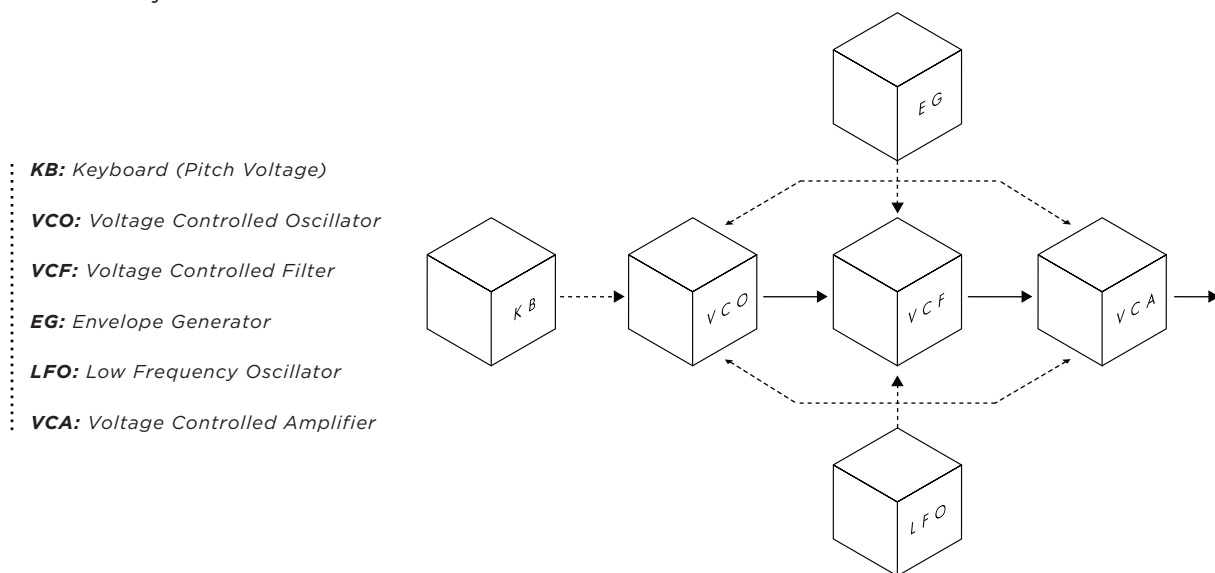 KB: Keyboard (Pitch Voltage)
VCO: Voltage Controlled Oscillator
VCF: Voltage Controlled Filter
EG: Envelope Generator
LFO: Low Frequency Oscillator
VCA: Voltage Controlled Amplifier
EG
KB
VCO
VCF
VCA
LFO